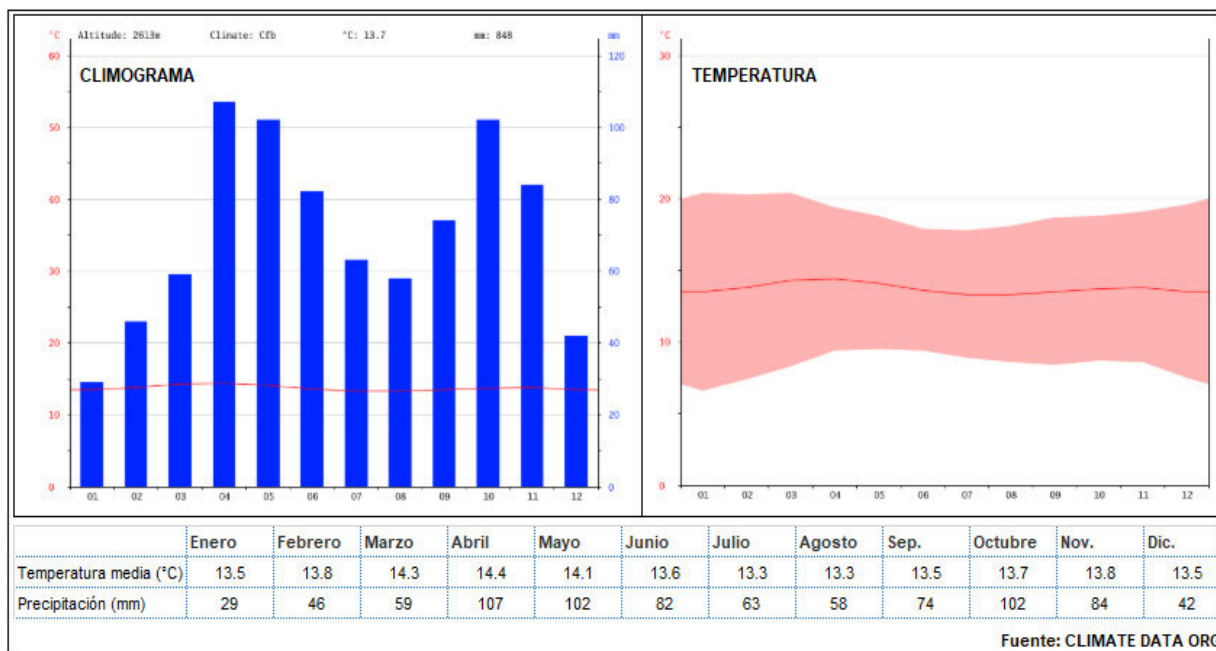 °C Altitude: 2613m Climate: Cfb °C: 13.7 mm: 848 mm
60 120
CLIMOGRAMA
50 100
40 80
30 60
20 40
10 20
0 0
01 02 03 04 05 06 07 08 09 10 11 12
°C
30
TEMPERATURA
20
10
0
01 02 03 04 05 06 07 08 09 10 11 12
Enero Febrero Marzo Abril Mayo Junio Julio Agosto Sep. Octubre Nov. Dic.
Temperatura media (°C) 13.5 13.8 14.3 14.4 14.1 13.6 13.3 13.3 13.5 13.7 13.8 13.5
Precipitación (mm) 29 46 59 107 102 82 63 58 74 102 84 42
Fuente: CLIMATE DATA ORG